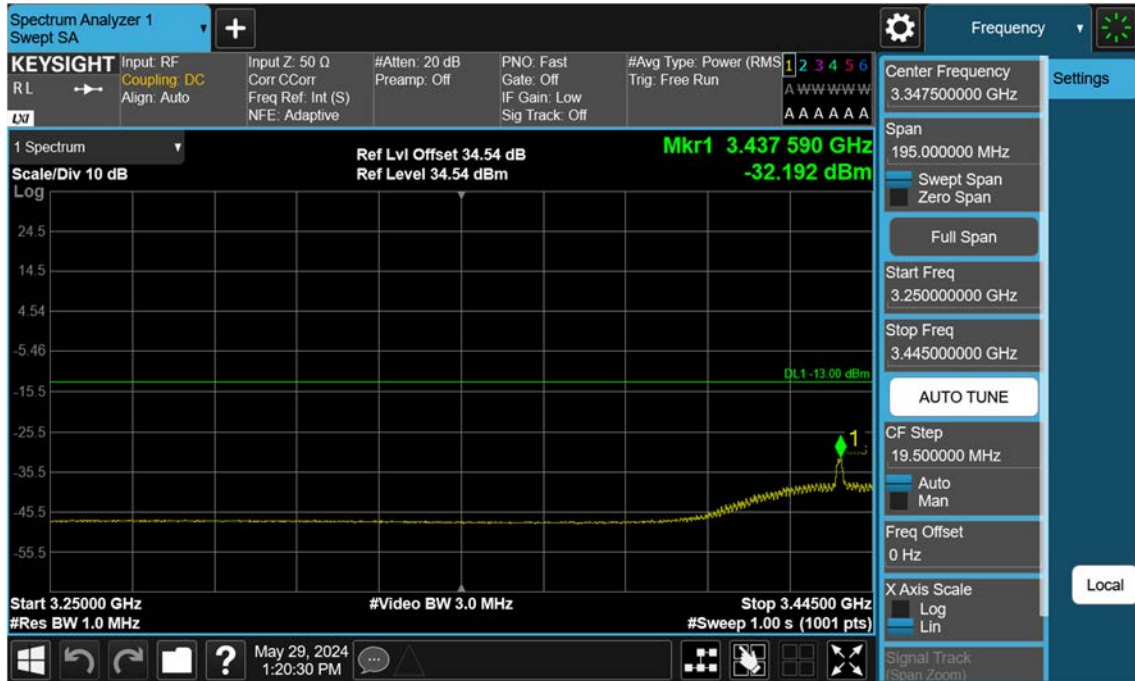 Spectrum Analyzer 1
Swept SA
Frequency
KEYSIGHT
R L
LXI
Input: RF
Coupling: DC
Align: Auto
Input Z: 50 Ω
Corr CCorr
Freq Ref: Int (S)
NFE: Adaptive
#Atten: 20 dB
Preamp: Off
PNO: Fast
Gate: Off
IF Gain: Low
Sig Track: Off
#Avg Type: Power (RMS
Trig: Free Run
1 2 3 4 5 6
A W W W W W
A A A A A A
Center Frequency
3.347500000 GHz
Settings
1 Spectrum
Scale/Div 10 dB
Log
Ref Lvl Offset 34.54 dB
Ref Level 34.54 dBm
Mkr1 3.437 590 GHz
-32.192 dBm
Span
195.000000 MHz
Swept Span
Zero Span
Full Span
Start Freq
3.250000000 GHz
Stop Freq
3.445000000 GHz
AUTO TUNE
CF Step
19.500000 MHz
Auto
Man
Freq Offset
0 Hz
X Axis Scale
Log
Lin
Signal Track
(Span Zoom)
Local
24.5
14.5
4.54
-5.46
DL1 -13.00 dBm
-15.5
-25.5
1
-35.5
-45.5
-55.5
Start 3.25000 GHz
#Res BW 1.0 MHz
#Video BW 3.0 MHz
Stop 3.44500 GHz
#Sweep 1.00 s (1001 pts)
?
May 29, 2024
1:20:30 PM